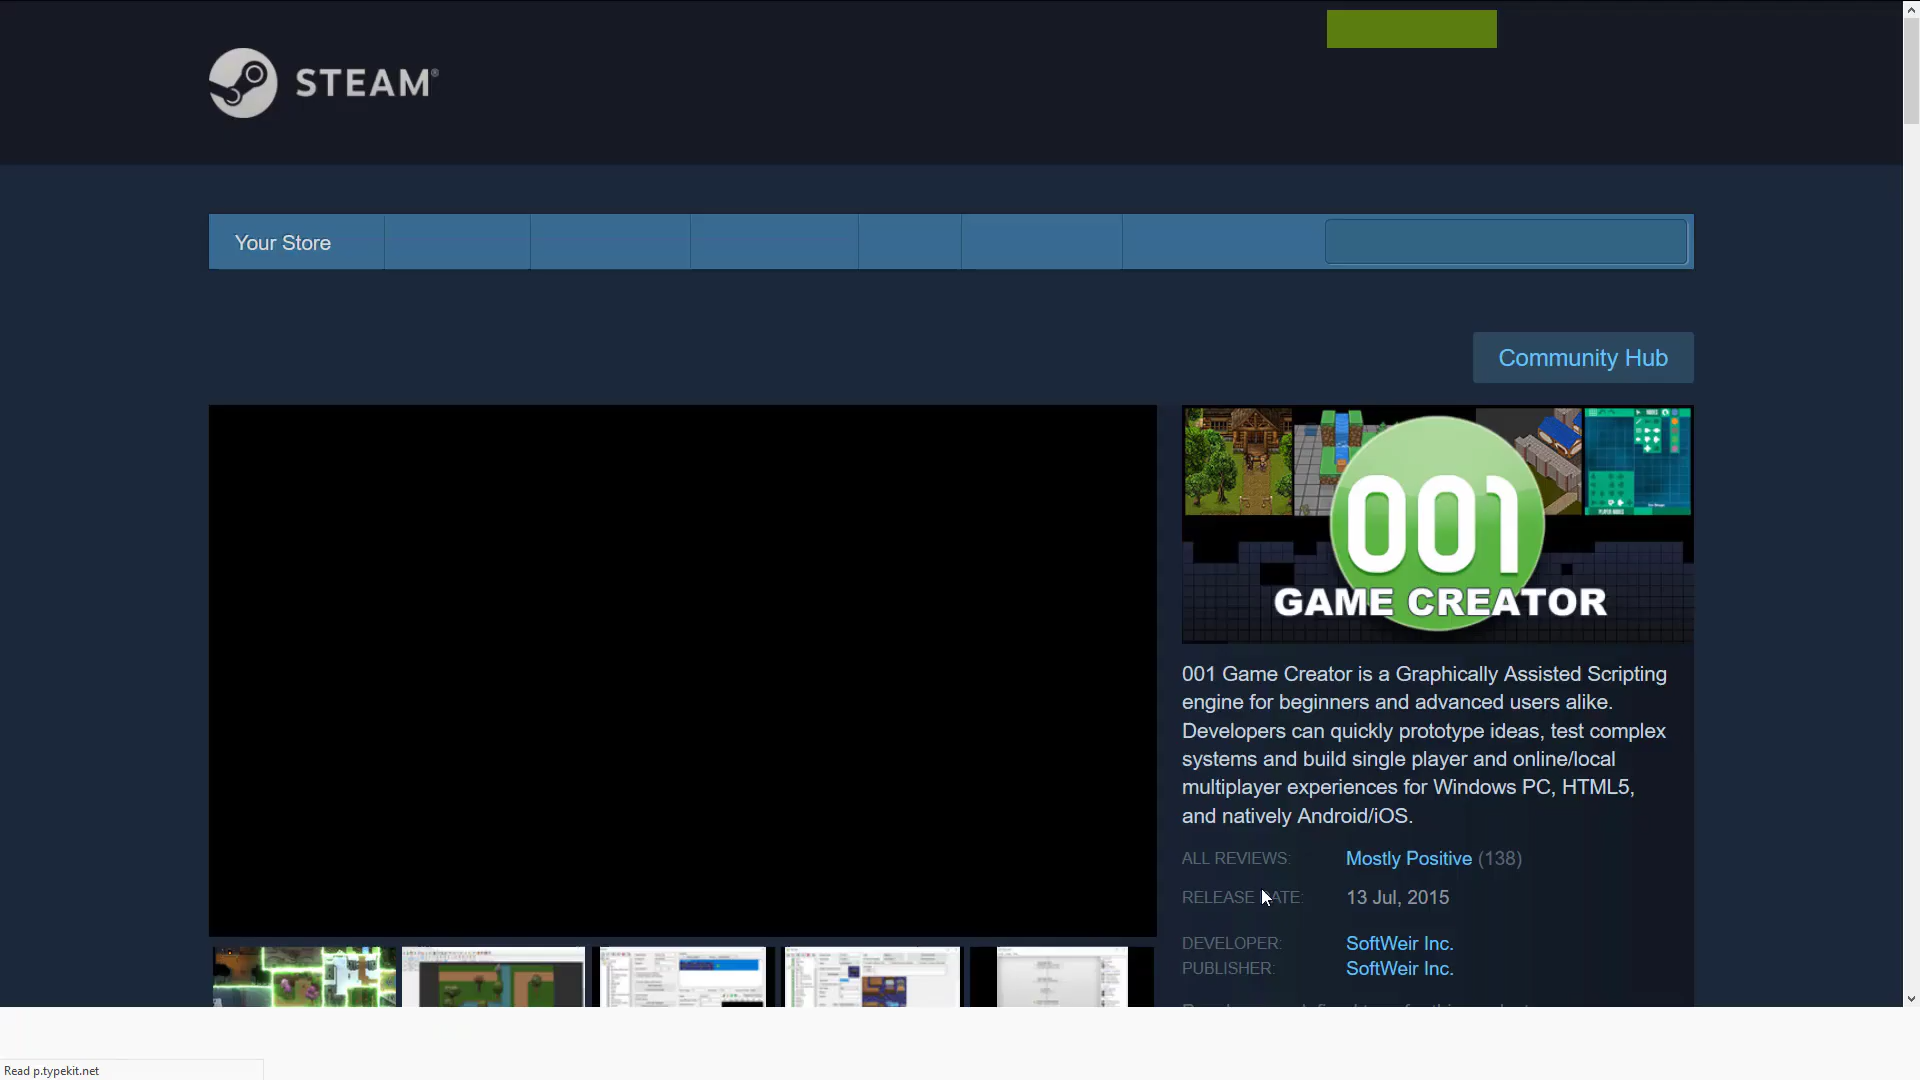 STEAM®
Your Store
Community Hub
001
GAME CREATOR
001 Game Creator is a Graphically Assisted Scripting
engine for beginners and advanced users alike.
Developers can quickly prototype ideas, test complex
systems and build single player and online/local
multiplayer experiences for Windows PC, HTML5,
and natively Android/iOS.
ALL REVIEWS: Mostly Positive (138)
RELEASE DATE: 13 Jul, 2015
DEVELOPER: SoftWeir Inc.
PUBLISHER: SoftWeir Inc.
Read p.typekit.net